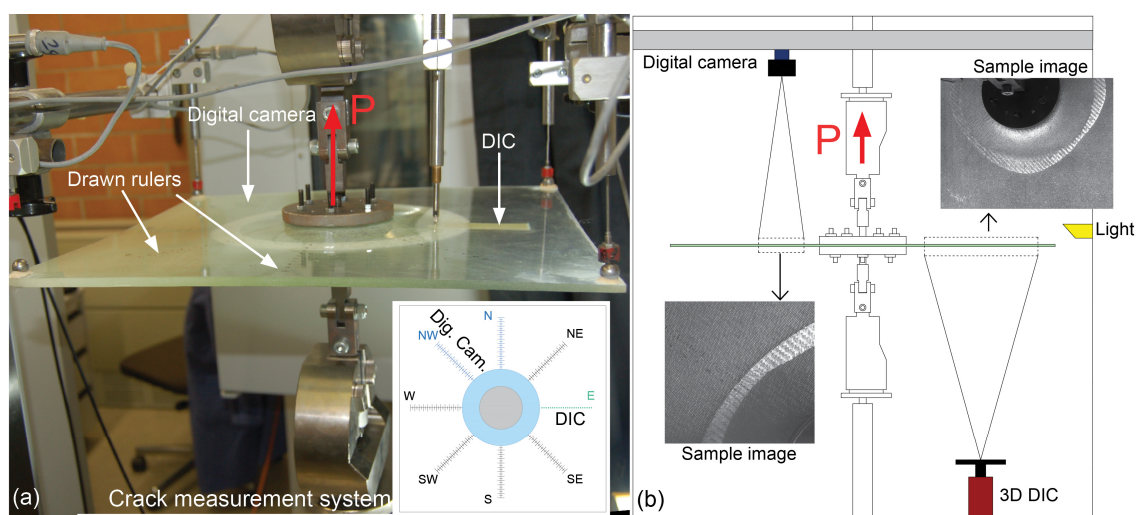 Digital camera
P
DIC
Drawn rulers
N
Dig. Cam.
NW
NE
W
E
DIC
SW
SE
S
(a)
Crack measurement system
Digital camera
Sample image
P
Light
Sample image
3D DIC
(b)